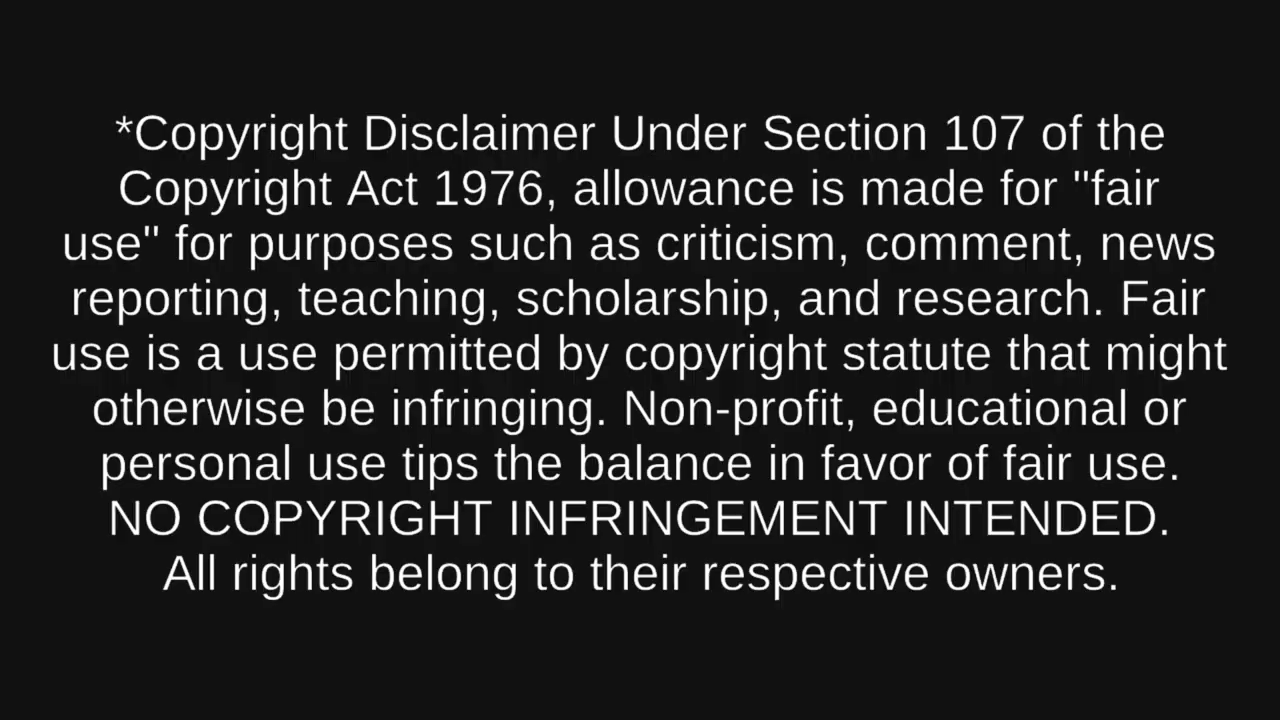 *Copyright Disclaimer Under Section 107 of the
Copyright Act 1976, allowance is made for "fair
use" for purposes such as criticism, comment, news
reporting, teaching, scholarship, and research. Fair
use is a use permitted by copyright statute that might
otherwise be infringing. Non-profit, educational or
personal use tips the balance in favor of fair use.
NO COPYRIGHT INFRINGEMENT INTENDED.
All rights belong to their respective owners.